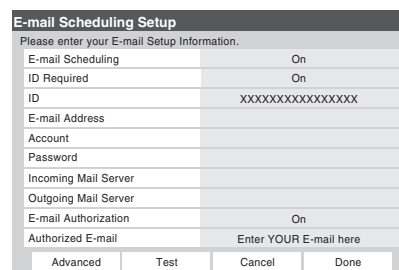 E-mail Scheduling Setup
Please enter your E-mail Setup Information.
E-mail Scheduling On
ID Required On
ID XXXXXXXXXXXXXXXX
E-mail Address
Account
Password
Incoming Mail Server
Outgoing Mail Server
E-mail Authorization On
Authorized E-mail Enter YOUR E-mail here
Advanced Test Cancel Done